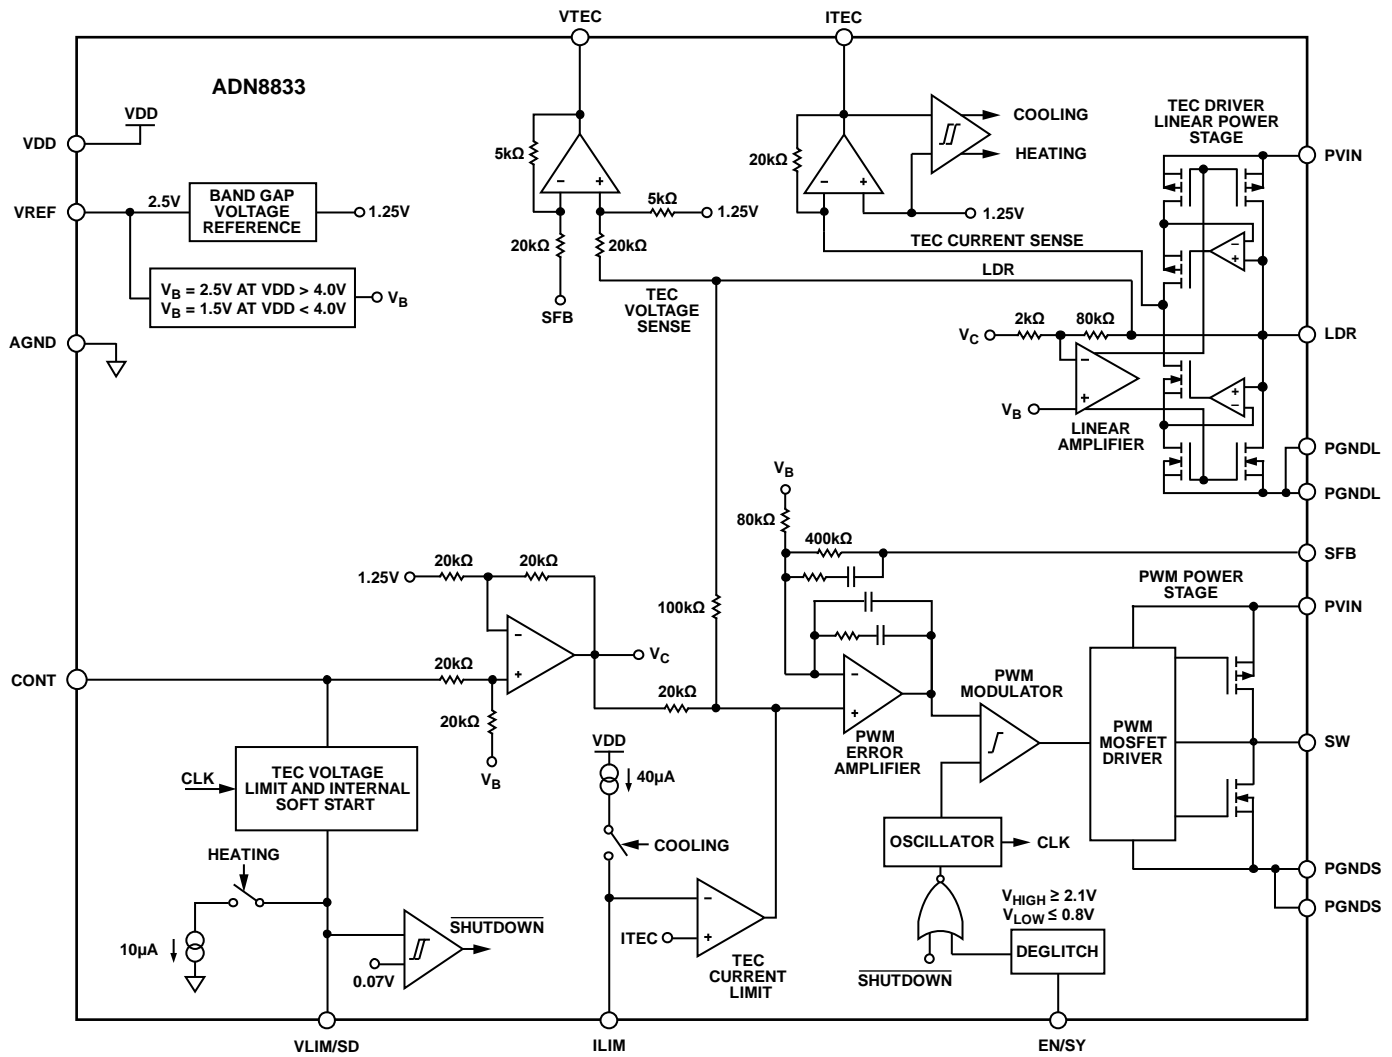 VTEC
ITEC
ADN8833
VDD
VDD
VREF
2.5V
BAND GAP
VOLTAGE
REFERENCE
1.25V
VB = 2.5V AT VDD > 4.0V
VB = 1.5V AT VDD < 4.0V
VB
AGND
5kΩ
–
+
5kΩ
1.25V
20kΩ
20kΩ
SFB
TEC
VOLTAGE
SENSE
20kΩ
–
+
COOLING
HEATING
1.25V
TEC CURRENT SENSE
LDR
TEC DRIVER
LINEAR POWER
STAGE
PVIN
–
+
VC
2kΩ
80kΩ
LDR
–
+
VB
LINEAR
AMPLIFIER
+
–
PGNDL
PGNDL
VB
80kΩ
400kΩ
SFB
20kΩ
20kΩ
1.25V
–
+
VC
100kΩ
CONT
20kΩ
20kΩ
VB
20kΩ
–
+
PWM
ERROR
AMPLIFIER
PWM
MODULATOR
PWM POWER
STAGE
PVIN
PWM
MOSFET
DRIVER
SW
PGNDS
PGNDS
CLK
TEC VOLTAGE
LIMIT AND INTERNAL
SOFT START
HEATING
10µA
0.07V
SHUTDOWN
VDD
40µA
COOLING
–
+
ITEC
TEC
CURRENT
LIMIT
OSCILLATOR
CLK
VHIGH ≥ 2.1V
VLOW ≤ 0.8V
DEGLITCH
SHUTDOWN
VLIM/SD
ILIM
EN/SY